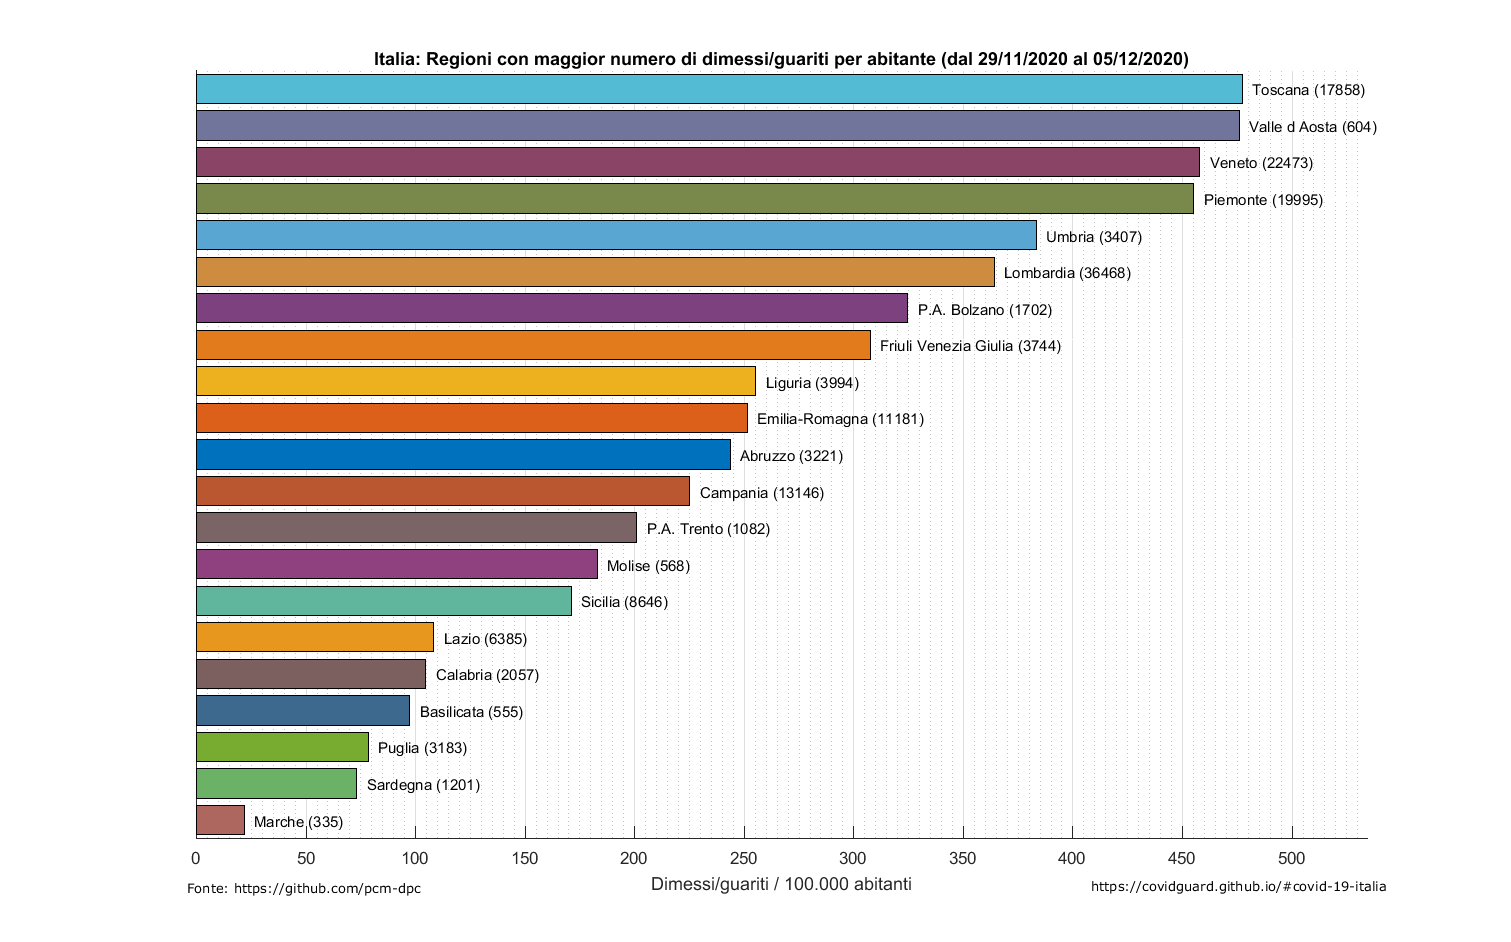 Italia: Regioni con maggior numero di dimessi/guariti per abitante (dal 29/11/2020 al 05/12/2020)
Toscana (17858)
Valle d Aosta (604)
Veneto (22473)
Piemonte (19995)
Umbria (3407)
Lombardia (36468)
P.A. Bolzano (1702)
Friuli Venezia Giulia (3744)
Liguria (3994)
Emilia-Romagna (11181)
Abruzzo (3221)
Campania (13146)
P.A. Trento (1082)
Molise (568)
Sicilia (8646)
Lazio (6385)
Calabria (2057)
Basilicata (555)
Puglia (3183)
Sardegna (1201)
Marche (335)
0 50 100 150 200 250 300 350 400 450 500
Dimessi/guariti / 100.000 abitanti
Fonte: https://github.com/pcm-dpc
https://covidguard.github.io/#covid-19-italia